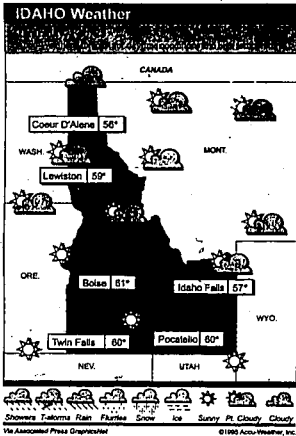 IDAHO Weather
CANADA
Coeur D'Alene 56°
WASH.
MONT.
Lewiston 59°
ORE.
Boise 61°
Idaho Falls 57°
WYO.
Twin Falls 60°
Pocatello 60°
NEV.
UTAH
Showers T-storms Rain Flurries Snow Ice Sunny Pt. Cloudy Cloudy
Via Associated Press GraphicsNet
©1995 Accu-Weather, Inc.